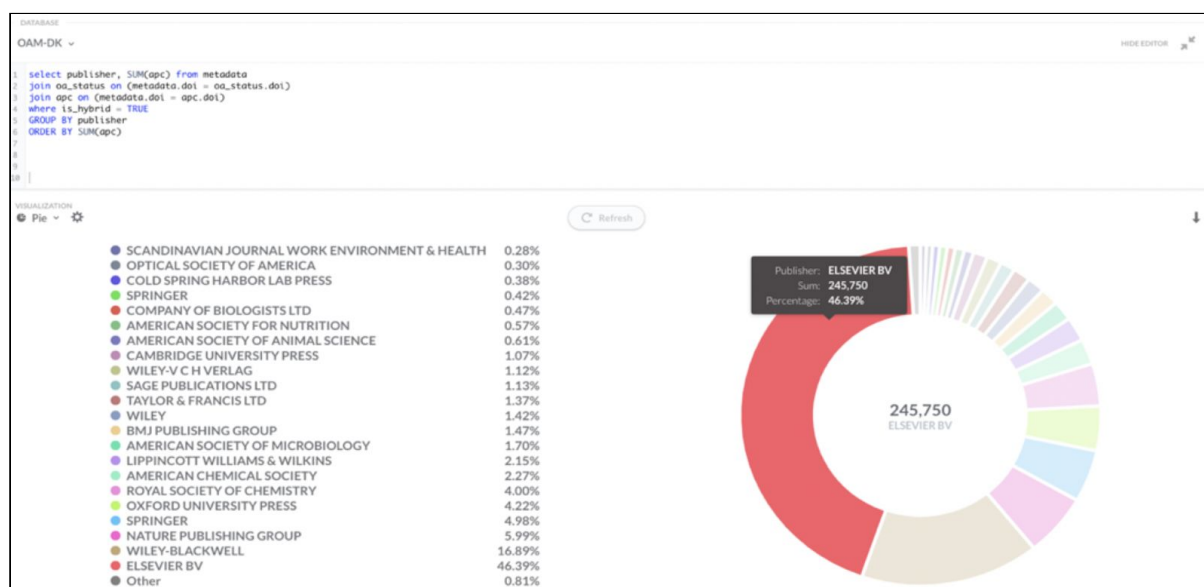 DATABASE
OAM-DK
HIDE EDITOR
1 select publisher, SUM(apc) from metadata
2 join oa_status on (metadata.doi = oa_status.doi)
3 join apc on (metadata.doi = apc.doi)
4 where is_hybrid = TRUE
5 GROUP BY publisher
6 ORDER BY SUM(apc)
7
8
9
10
VISUALIZATION
Pie
Refresh
SCANDINAVIAN JOURNAL WORK ENVIRONMENT & HEALTH 0.28%
OPTICAL SOCIETY OF AMERICA 0.30%
COLD SPRING HARBOR LAB PRESS 0.38%
SPRINGER 0.42%
COMPANY OF BIOLOGISTS LTD 0.47%
AMERICAN SOCIETY FOR NUTRITION 0.57%
AMERICAN SOCIETY OF ANIMAL SCIENCE 0.61%
CAMBRIDGE UNIVERSITY PRESS 1.07%
WILEY-V C H VERLAG 1.12%
SAGE PUBLICATIONS LTD 1.13%
TAYLOR & FRANCIS LTD 1.37%
WILEY 1.42%
BMJ PUBLISHING GROUP 1.47%
AMERICAN SOCIETY OF MICROBIOLOGY 1.70%
LIPPINCOTT WILLIAMS & WILKINS 2.15%
AMERICAN CHEMICAL SOCIETY 2.27%
ROYAL SOCIETY OF CHEMISTRY 4.00%
OXFORD UNIVERSITY PRESS 4.22%
SPRINGER 4.98%
NATURE PUBLISHING GROUP 5.99%
WILEY-BLACKWELL 16.89%
ELSEVIER BV 46.39%
Other 0.81%
Publisher: ELSEVIER BV
Sum: 245,750
Percentage: 46.39%
245,750
ELSEVIER BV